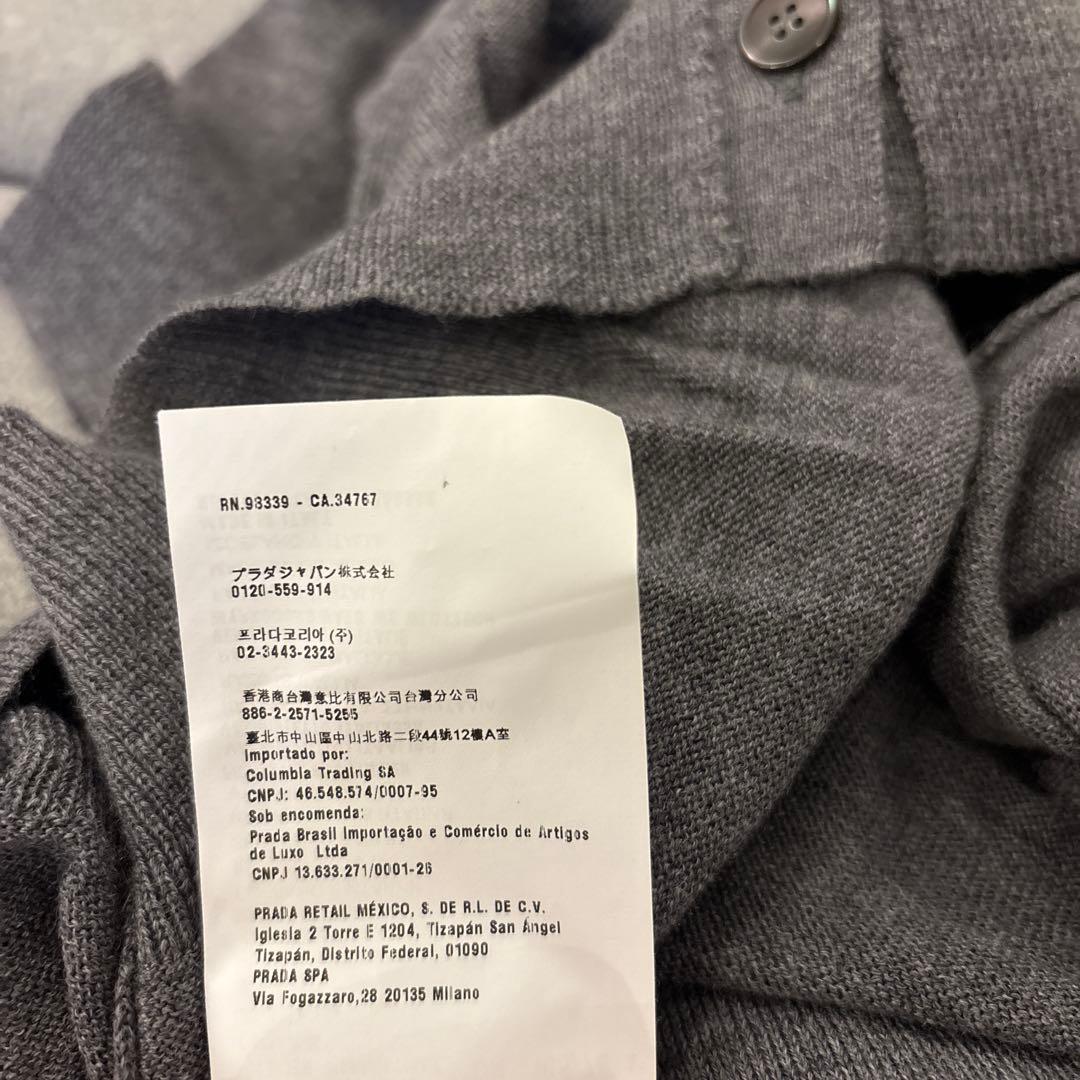 RN.98339 - CA.34767
プラダジャパン株式会社
0120-559-914
프라다코리아 (주)
02-3443-2323
香港商台灣意比有限公司台灣分公司
886-2-2571-5255
臺北市中山區中山北路二段44號12樓A室
Importado por:
Columbia Trading SA
CNPJ: 46.548.574/0007-95
Sob encomenda:
Prada Brasil Importação e Comércio de Artigos
de Luxo Ltda
CNPJ 13.633.271/0001-26
PRADA RETAIL MÉXICO, S. DE R.L. DE C.V.
Iglesia 2 Torre E 1204, Tizapán San Ángel
Tizapán, Distrito Federal, 01090
PRADA SPA
Via Fogazzaro,28 20135 Milano